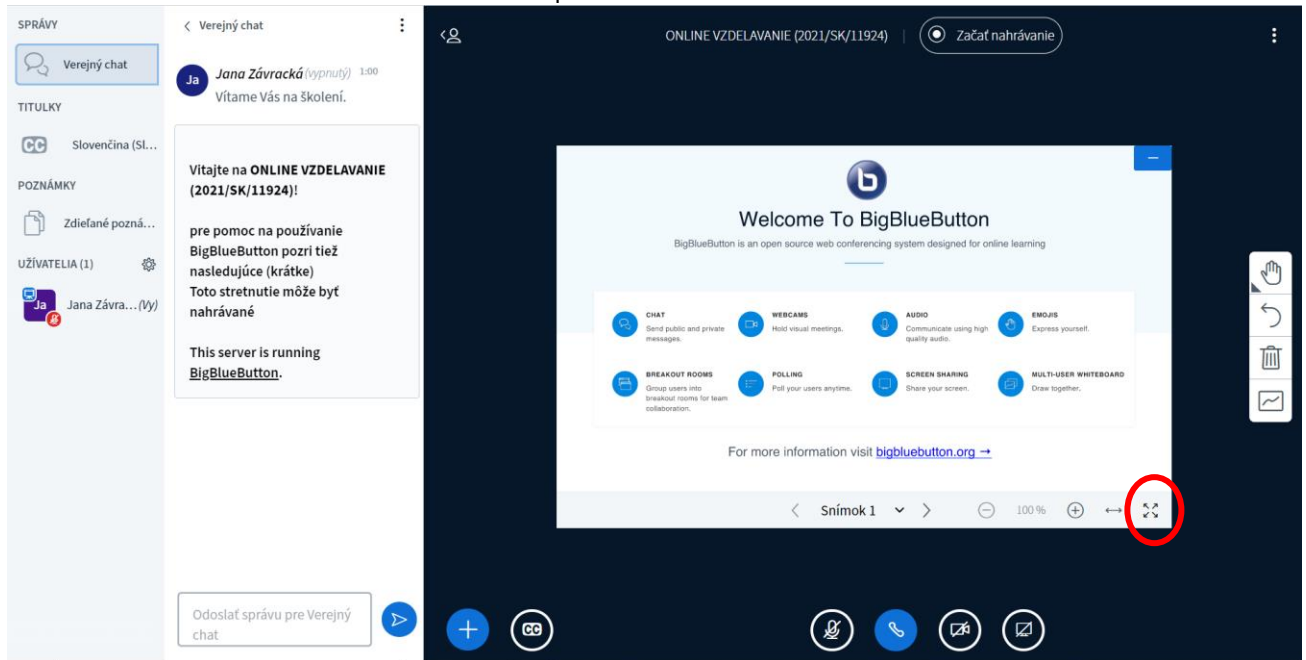 SPRÁVY
Verejný chat
TITULKY
Slovenčina (Sl...
POZNÁMKY
Zdieľané pozná...
UŽÍVATELIA (1)
Ja
Jana Závra... (Vy)
Verejný chat
Ja
Jana Závracká (vypnutý) 1:00
Vítame Vás na školení.
Vitajte na ONLINE VZDELAVANIE
(2021/SK/11924)!
pre pomoc na používanie
BigBlueButton pozri tiež
nasledujúce (krátke)
Toto stretnutie môže byť
nahrávané
This server is running
BigBlueButton.
Odoslať správu pre Verejný
chat
ONLINE VZDELAVANIE (2021/SK/11924)
Začať nahrávanie
b
Welcome To BigBlueButton
BigBlueButton is an open source web conferencing system designed for online learning
CHAT
Send public and private
messages.
WEBCAMS
Hold visual meetings.
AUDIO
Communicate using high
quality audio.
EMOJIS
Express yourself.
BREAKOUT ROOMS
Group users into
breakout rooms for team
collaboration.
POLLING
Poll your users anytime.
SCREEN SHARING
Share your screen.
MULTI-USER WHITEBOARD
Draw together.
For more information visit bigbluebutton.org →
Snímok 1
100 %
CC
CC